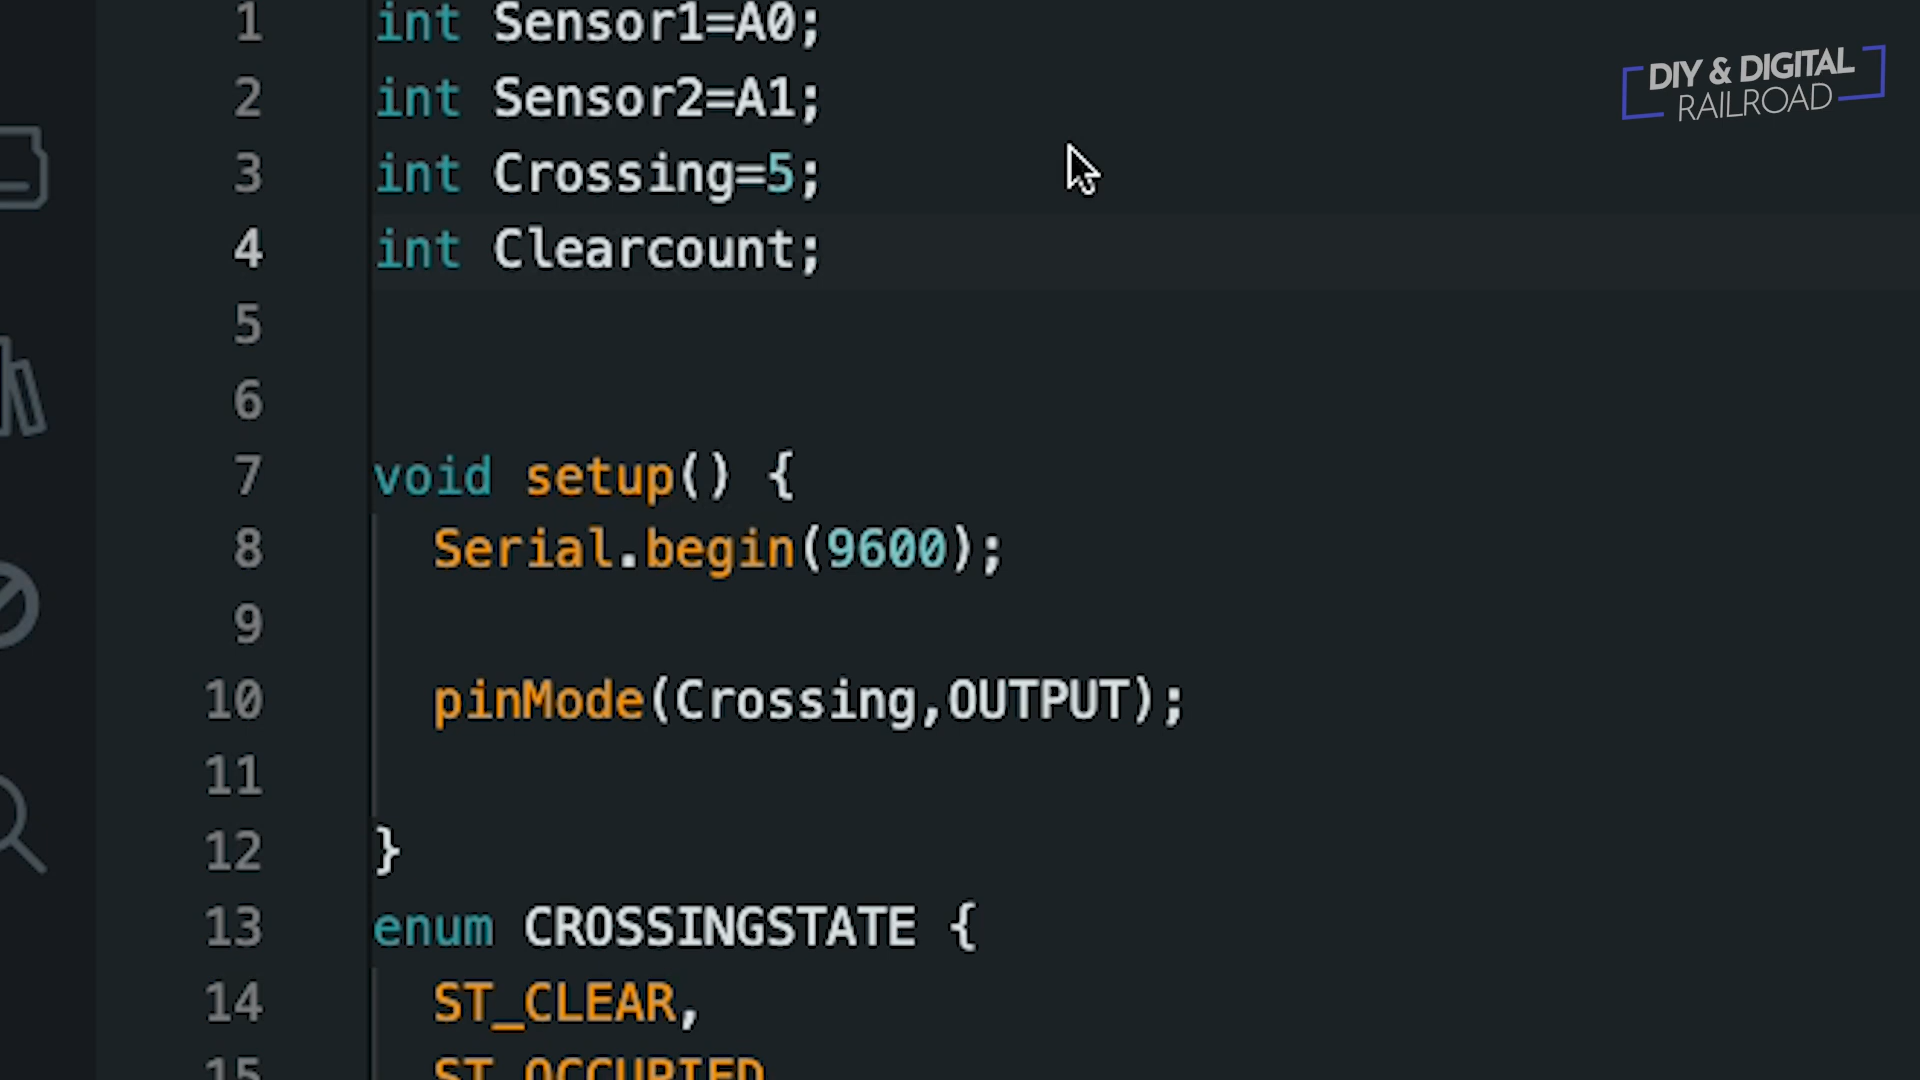 1 int Sensor1=A0;
2 int Sensor2=A1;
3 int Crossing=5;
4 int Clearcount;
5
6
7 void setup() {
8 Serial.begin(9600);
9
10 pinMode(Crossing,OUTPUT);
11
12 }
13 enum CROSSINGSTATE {
14 ST_CLEAR,
15 ST_OCCUPIED
DIY & DIGITAL
RAILROAD